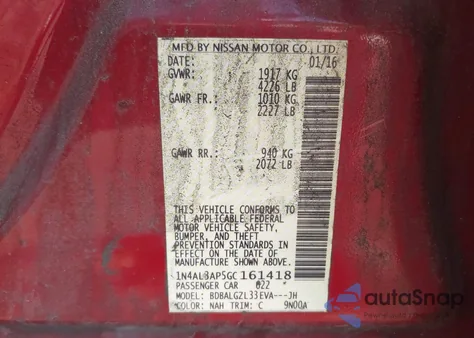 MFD BY NISSAN MOTOR CO., LTD.
DATE: 01/16
GVWR: 1917 KG
4226 LB
GAWR FR: 1010 KG
2227 LB
GAWR RR: 940 KG
2072 LB
THIS VEHICLE CONFORMS TO
ALL APPLICABLE FEDERAL
MOTOR VEHICLE SAFETY,
BUMPER, AND THEFT
PREVENTION STANDARDS IN
EFFECT ON THE DATE OF
MANUFACTURE SHOWN ABOVE.
1N4AL3AP5GC161418
PASSENGER CAR 022
MODEL: BDBALGZL33EVA---JH
COLOR: NAH TRIM: C 9N00A
autoSnap